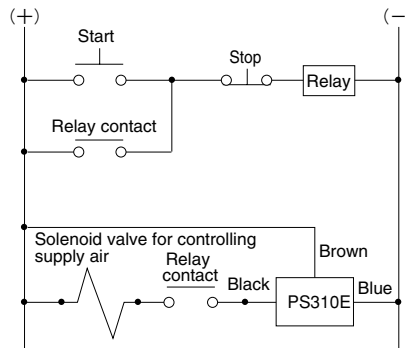 (+)
(−)
Start
Stop
Relay
Relay contact
Solenoid valve for controlling
supply air
Relay
contact
Brown
Black
PS310E
Blue